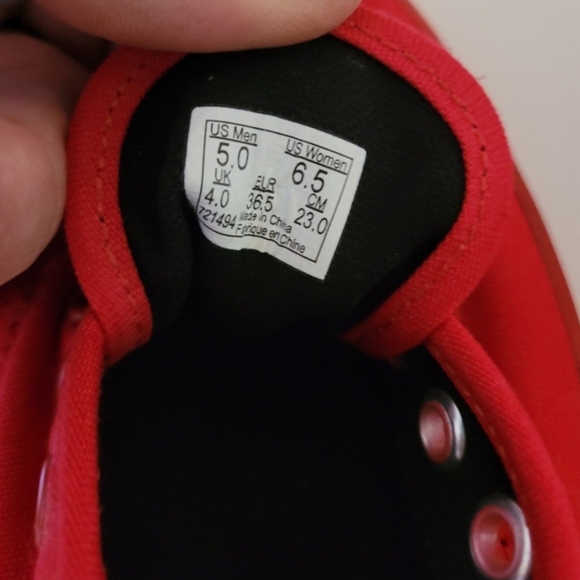 US Men US Women
5.0 6.5
UK EUR CM
4.0 36.5 23.0
721494 Made in China
Fabrique en Chine